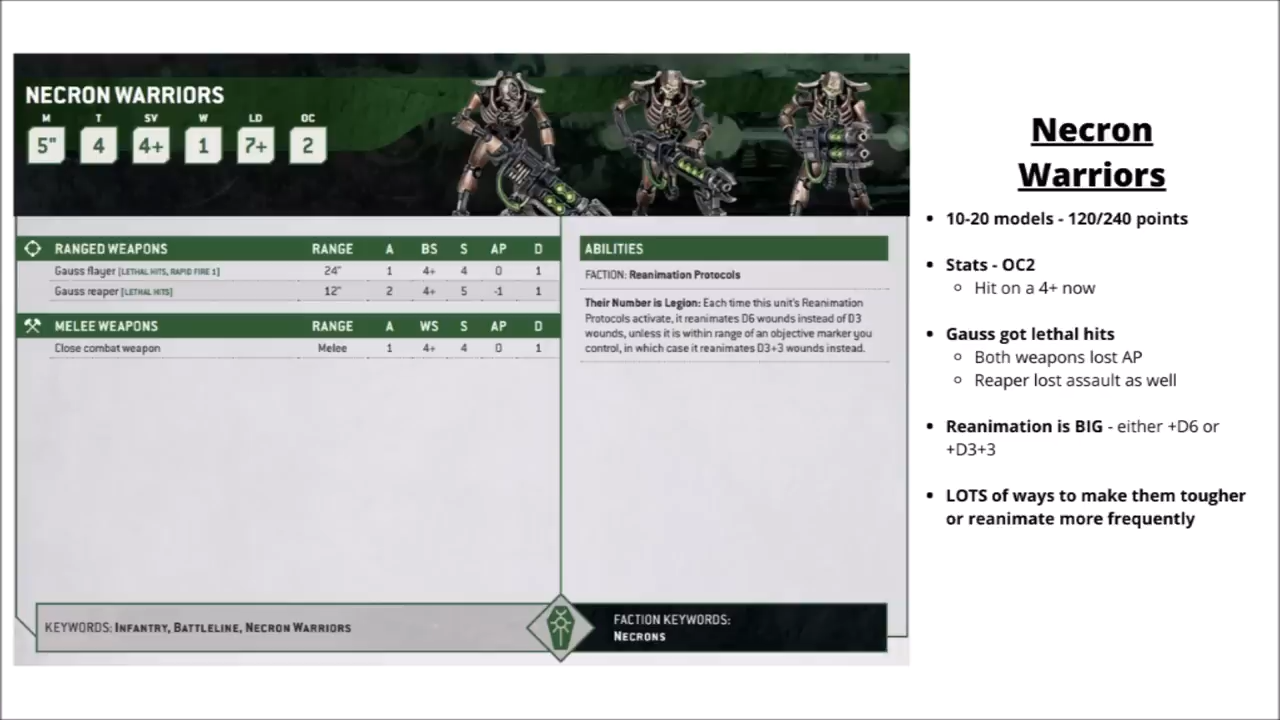 NECRON WARRIORS
M T SV W LD OC
5" 4 4+ 1 7+ 2
RANGED WEAPONS RANGE A BS S AP D
Gauss flayer [LETHAL HITS, RAPID FIRE 1] 24" 1 4+ 4 0 1
Gauss reaper [LETHAL HITS] 12" 2 4+ 5 -1 1
MELEE WEAPONS RANGE A WS S AP D
Close combat weapon Melee 1 4+ 4 0 1
ABILITIES
FACTION: Reanimation Protocols
Their Number is Legion: Each time this unit's Reanimation
Protocols activate, it reanimates D6 wounds instead of D3
wounds, unless it is within range of an objective marker you
control, in which case it reanimates D3+3 wounds instead.
KEYWORDS: INFANTRY, BATTLELINE, NECRON WARRIORS
FACTION KEYWORDS:
NECRONS
Necron
Warriors
• 10-20 models - 120/240 points
• Stats - OC2
○ Hit on a 4+ now
• Gauss got lethal hits
○ Both weapons lost AP
○ Reaper lost assault as well
• Reanimation is BIG - either +D6 or
+D3+3
• LOTS of ways to make them tougher
or reanimate more frequently